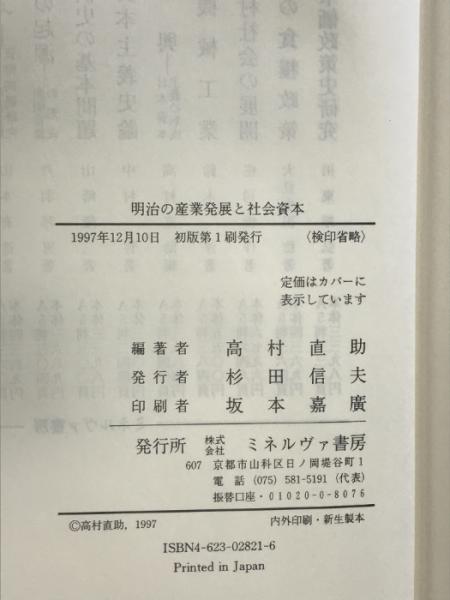 明治の産業発展と社会資本
1997年12月10日 初版第1刷発行 〈検印省略〉
定価はカバーに
表示しています
編著者 高村直助
発行者 杉田信夫
印刷者 坂本嘉廣
発行所 株式会社 ミネルヴァ書房
607 京都市山科区日ノ岡堤谷町1
電話 (075) 581-5191 (代表)
振替口座・01020-0-8076
©高村直助, 1997 内外印刷・新生製本
ISBN4-623-02821-6
Printed in Japan